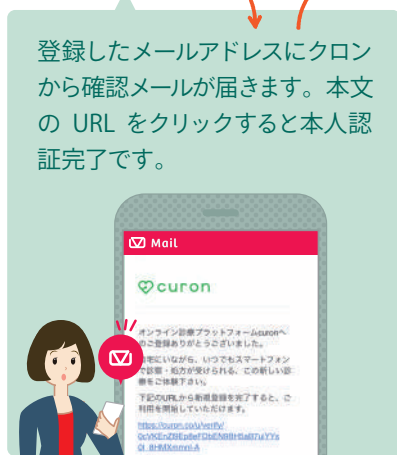 登録したメールアドレスにクロン
から確認メールが届きます。本文
の URL をクリックすると本人認
証完了です。
Mail
curon
オンライン診療プラットフォームcuronへ
のご登録ありがとうございました。
宅にいながら、いつでもスマートフォン
で診察・処方が受けられる、この新しい診
療をご体験下さい。
下記のURLから新規登録を完了すると、ご
利用を開始していただけます。
https://curon.co/u/verify/